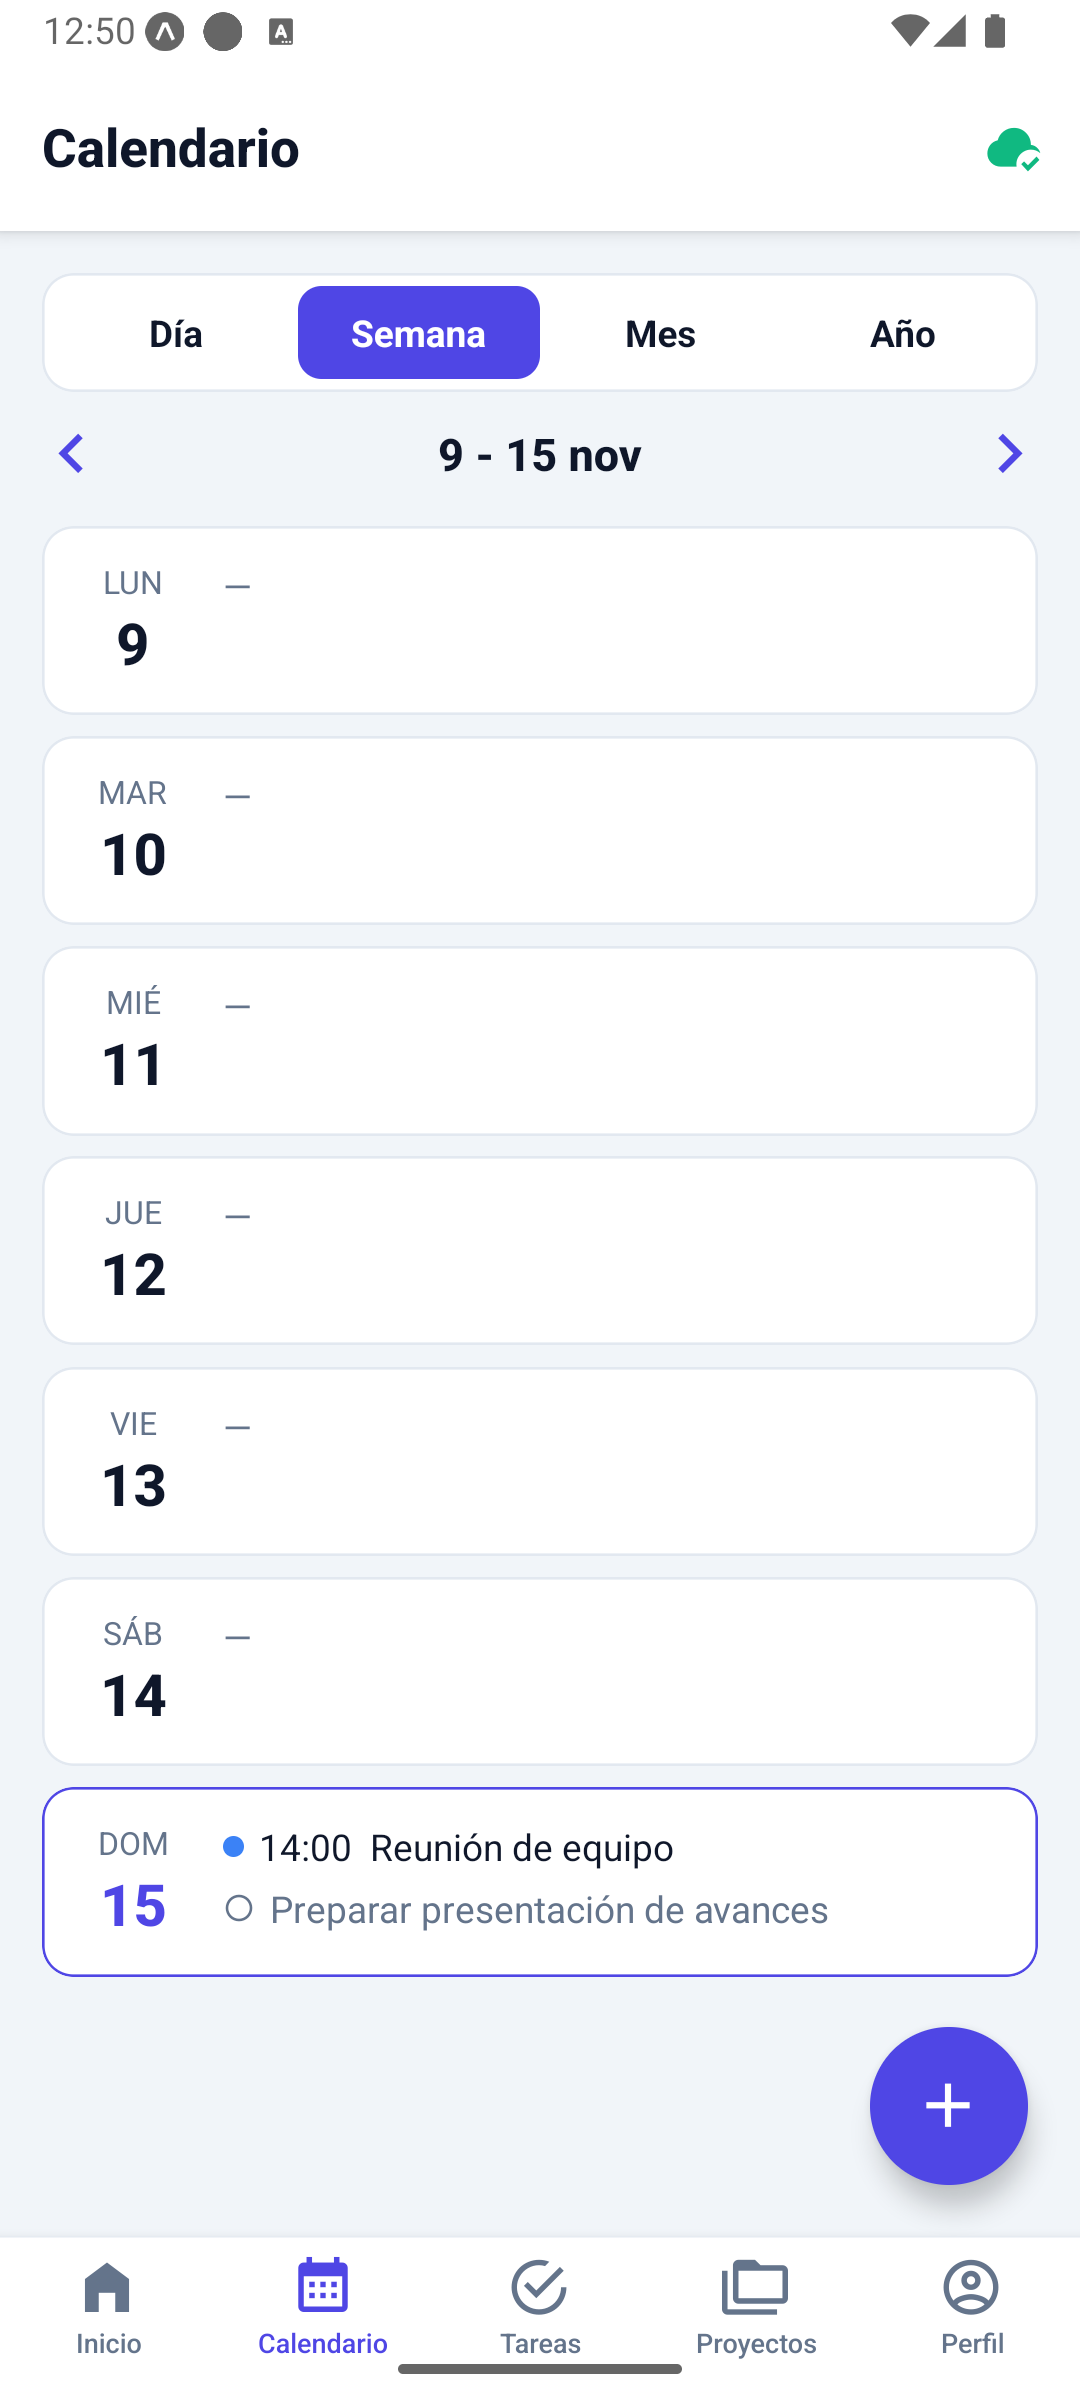 12:50
Calendario
Día Semana Mes Año
9 - 15 nov
LUN —
9
MAR —
10
MIÉ —
11
JUE —
12
VIE —
13
SÁB —
14
DOM
15
14:00 Reunión de equipo
Preparar presentación de avances
Inicio Calendario Tareas Proyectos Perfil